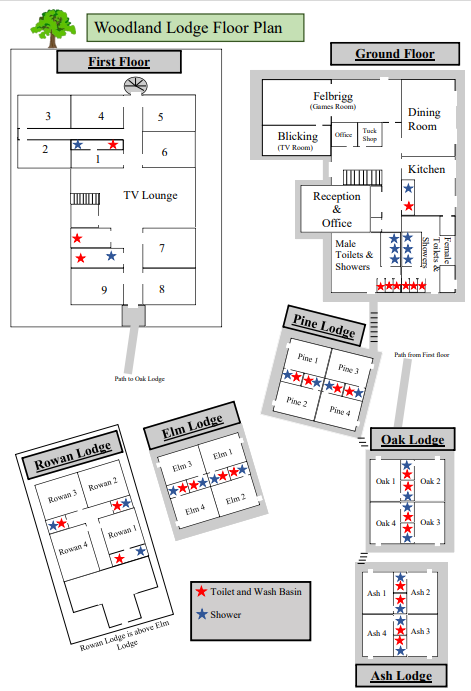 Woodland Lodge Floor Plan
First Floor
3
4
5
2
1
6
TV Lounge
7
9
8
Path to Oak Lodge
Ground Floor
Felbrigg
(Games Room)
Dining
Room
Blicking
(TV Room)
Office
Tuck
Shop
Kitchen
Reception
&
Office
Male
Toilets &
Showers
Female
Toilets &
Showers
Pine Lodge
Pine 1
Pine 3
Pine 2
Pine 4
Path from First floor
Rowan Lodge
Rowan 3
Rowan 2
Rowan 4
Rowan 1
Rowan Lodge is above Elm
Lodge
Elm Lodge
Elm 3
Elm 1
Elm 4
Elm 2
Oak Lodge
Oak 1
Oak 2
Oak 4
Oak 3
Toilet and Wash Basin
Shower
Ash 1
Ash 2
Ash 4
Ash 3
Ash Lodge